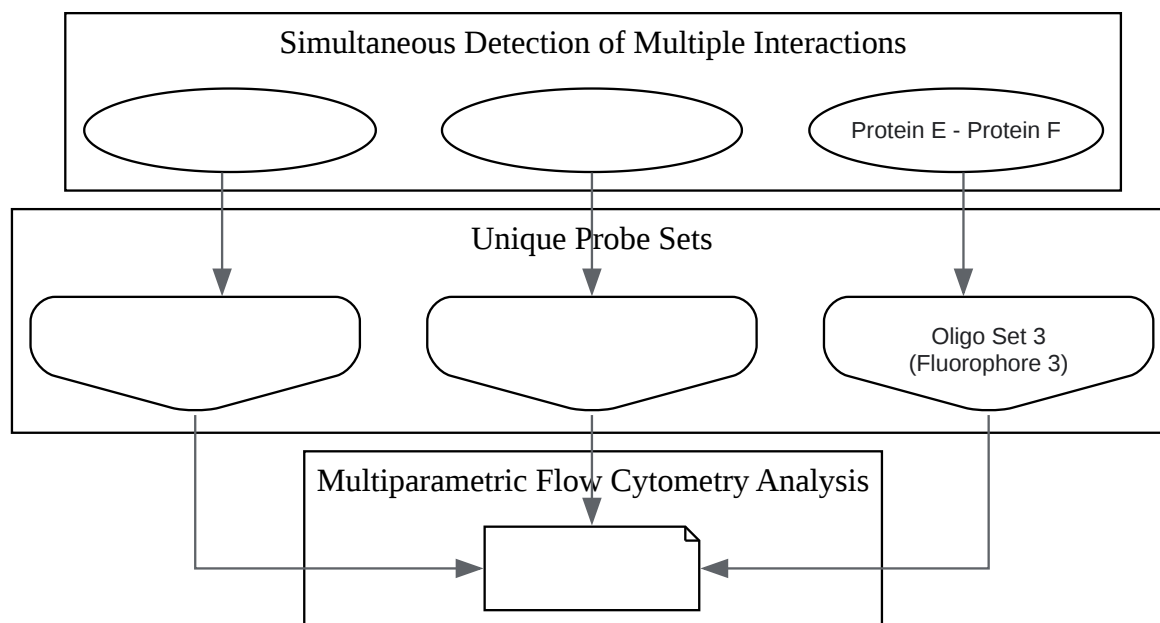 Simultaneous Detection of Multiple Interactions
Protein E - Protein F
Unique Probe Sets
Oligo Set 3
(Fluorophore 3)
Multiparametric Flow Cytometry Analysis